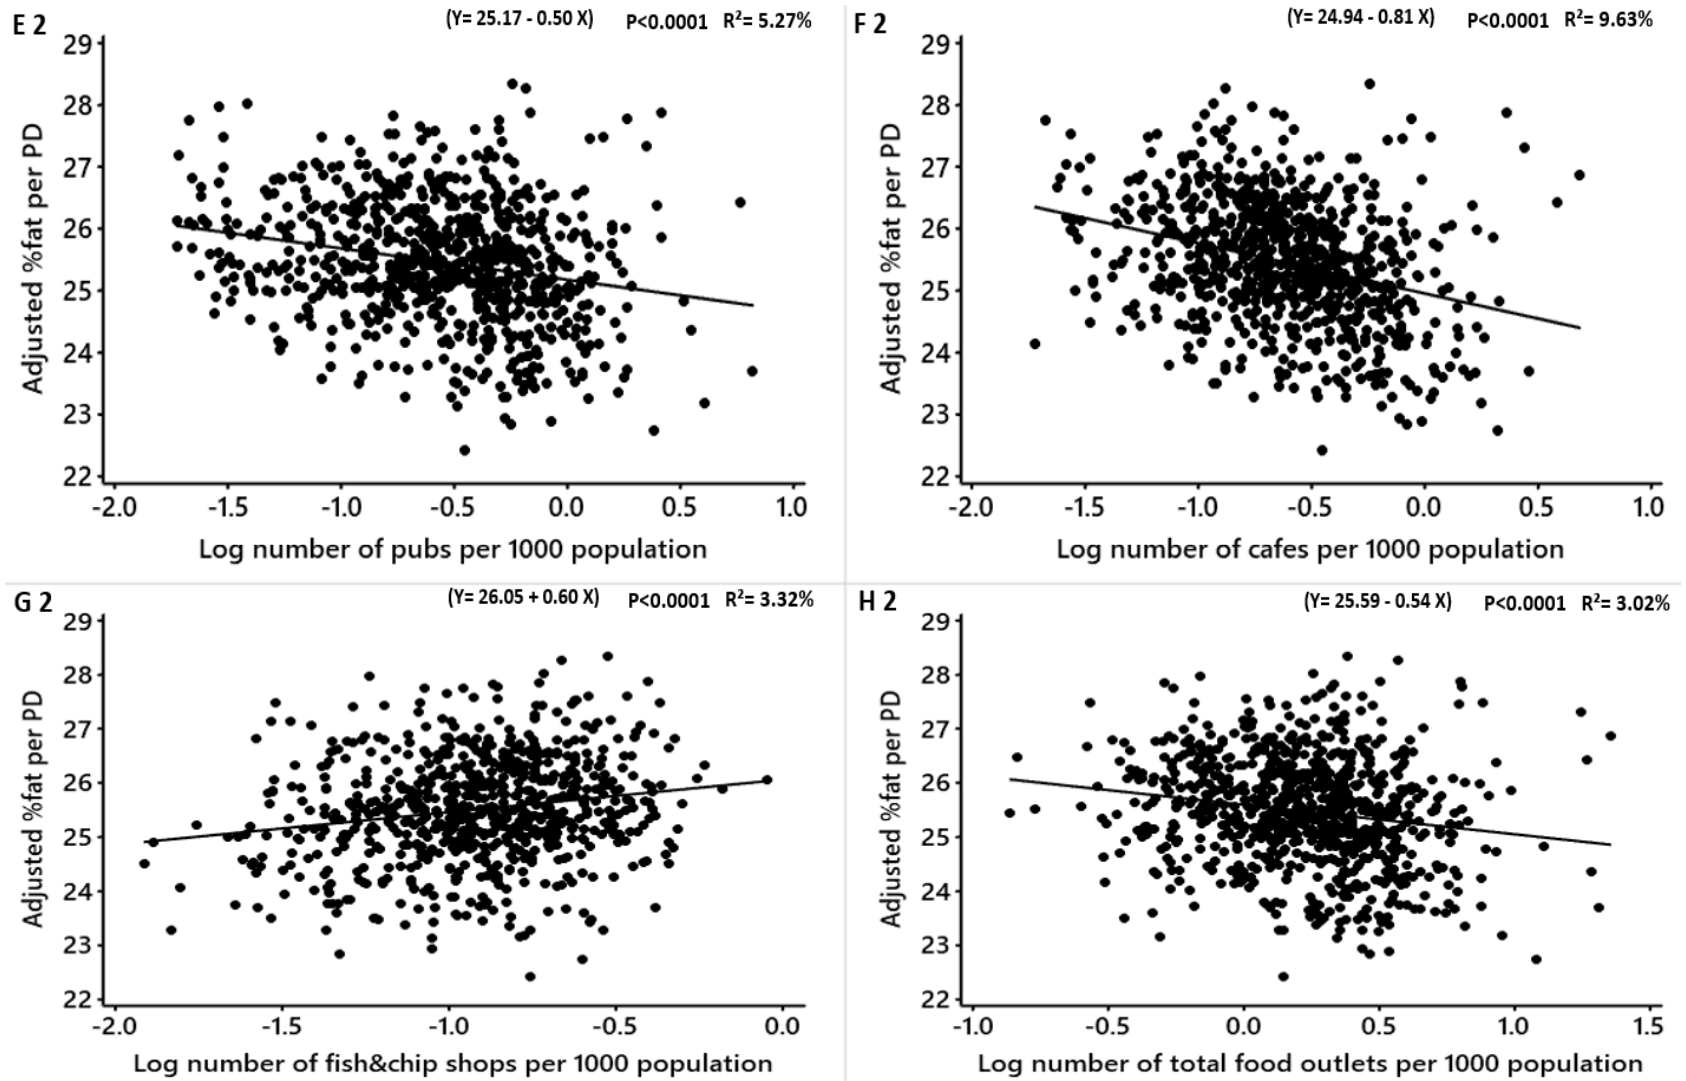 E 2
(Y= 25.17 - 0.50 X) P<0.0001 R²= 5.27%
29
28
27
26
25
24
23
22
Adjusted %fat per PD
-2.0 -1.5 -1.0 -0.5 0.0 0.5 1.0
Log number of pubs per 1000 population
F 2
(Y= 24.94 - 0.81 X) P<0.0001 R²= 9.63%
29
28
27
26
25
24
23
22
Adjusted %fat per PD
-2.0 -1.5 -1.0 -0.5 0.0 0.5 1.0
Log number of cafes per 1000 population
G 2
(Y= 26.05 + 0.60 X) P<0.0001 R²= 3.32%
29
28
27
26
25
24
23
22
Adjusted %fat per PD
-2.0 -1.5 -1.0 -0.5 0.0
Log number of fish&chip shops per 1000 population
H 2
(Y= 25.59 - 0.54 X) P<0.0001 R²= 3.02%
29
28
27
26
25
24
23
22
Adjusted %fat per PD
-1.0 -0.5 0.0 0.5 1.0 1.5
Log number of total food outlets per 1000 population